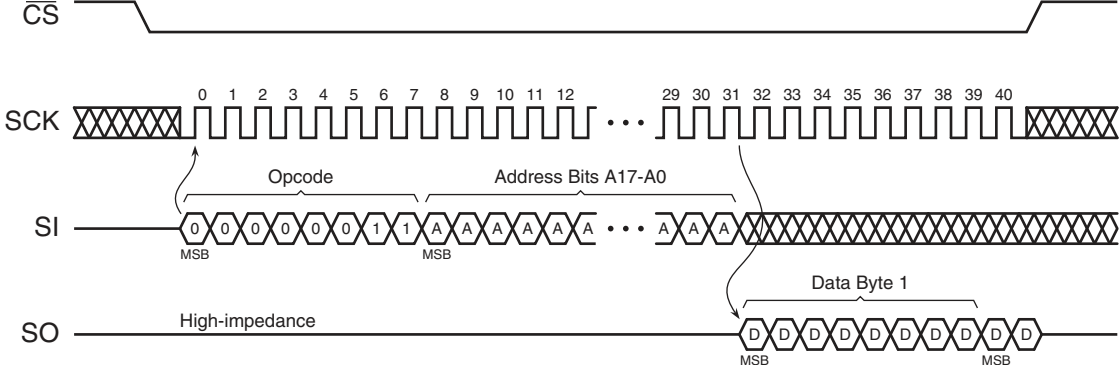 CS
SCK
0 1 2 3 4 5 6 7 8 9 10 11 12 ••• 29 30 31 32 33 34 35 36 37 38 39 40
Opcode
Address Bits A17-A0
SI
0 0 0 0 0 0 1 1 A A A A A A ••• A A A
MSB
MSB
Data Byte 1
SO
High-impedance
D D D D D D D D D D
MSB
MSB